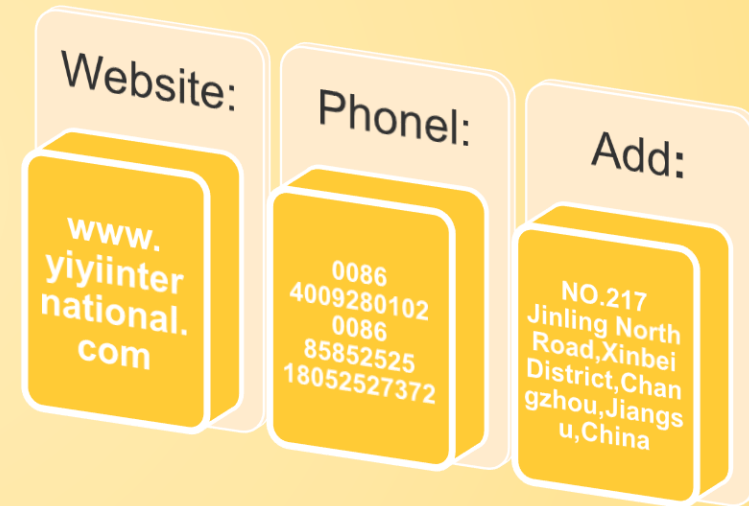 Website:
www.
yiyiinter
national.
com
Phonel:
0086
4009280102
0086
85852525
18052527372
Add:
NO.217
Jinling North
Road,Xinbei
District,Chan
gzhou,Jiangs
u,China